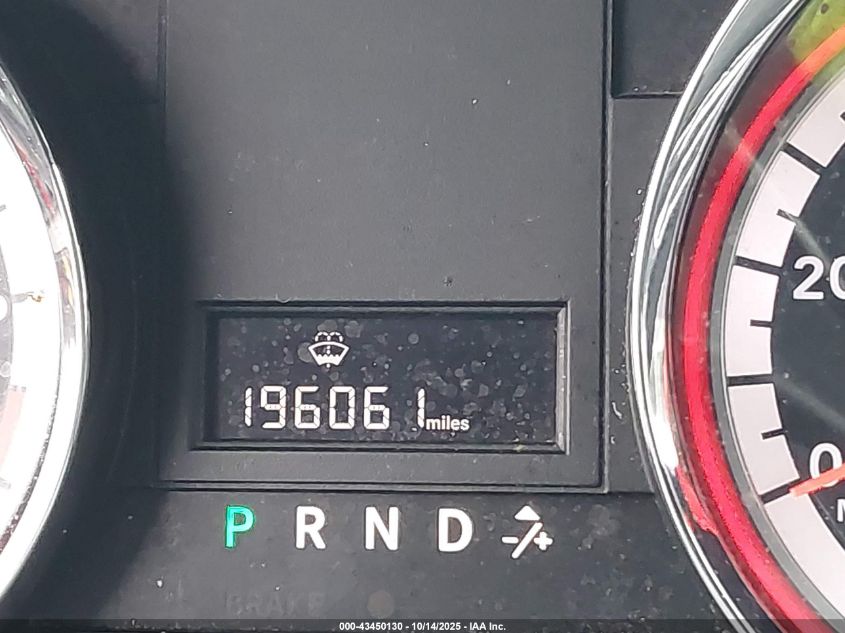 20
0
196061 miles
P R N D -/+
BRAKE
000-43450130 - 10/14/2025 - IAA Inc.